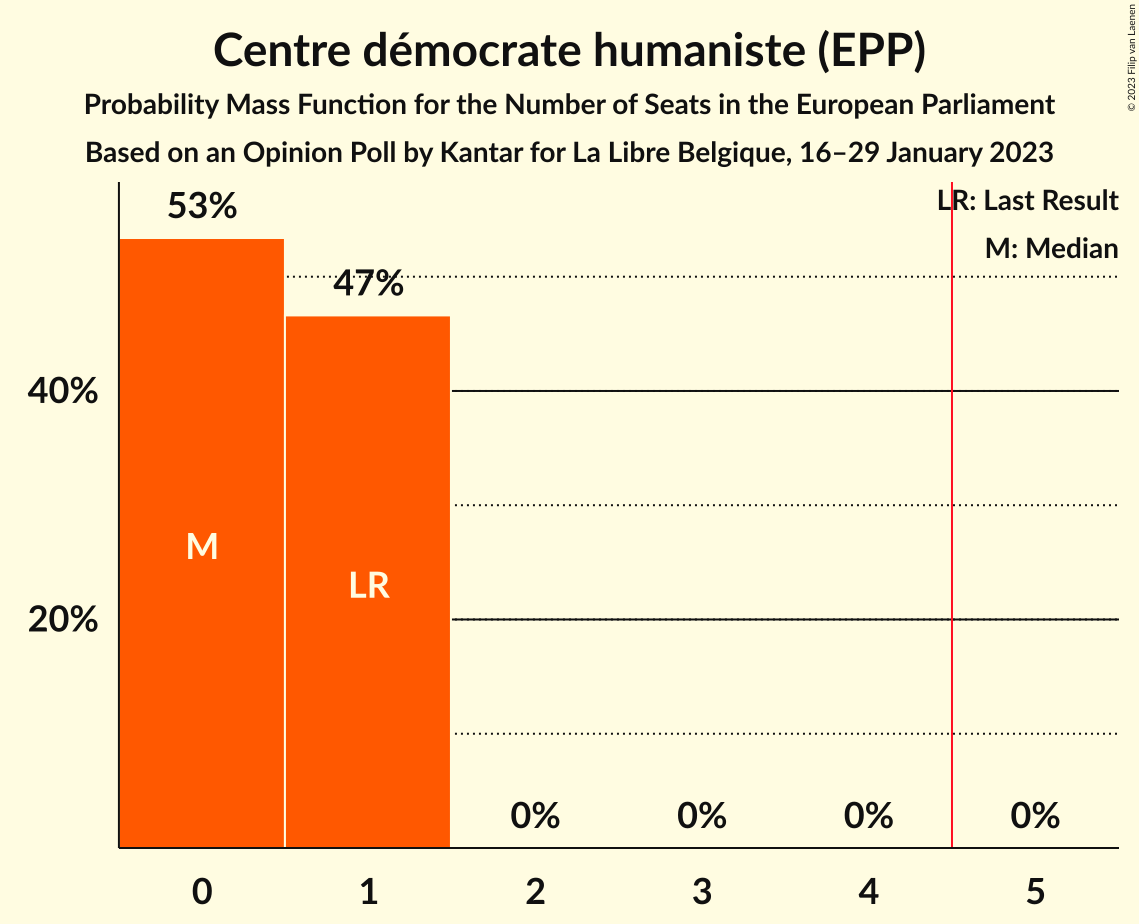 Centre démocrate humaniste (EPP)
Probability Mass Function for the Number of Seats in the European Parliament
Based on an Opinion Poll by Kantar for La Libre Belgique, 16–29 January 2023
© 2023 Filip van Laenen
LR: Last Result
M: Median
53%
47%
40%
20%
M
LR
0% 0% 0% 0%
0 1 2 3 4 5